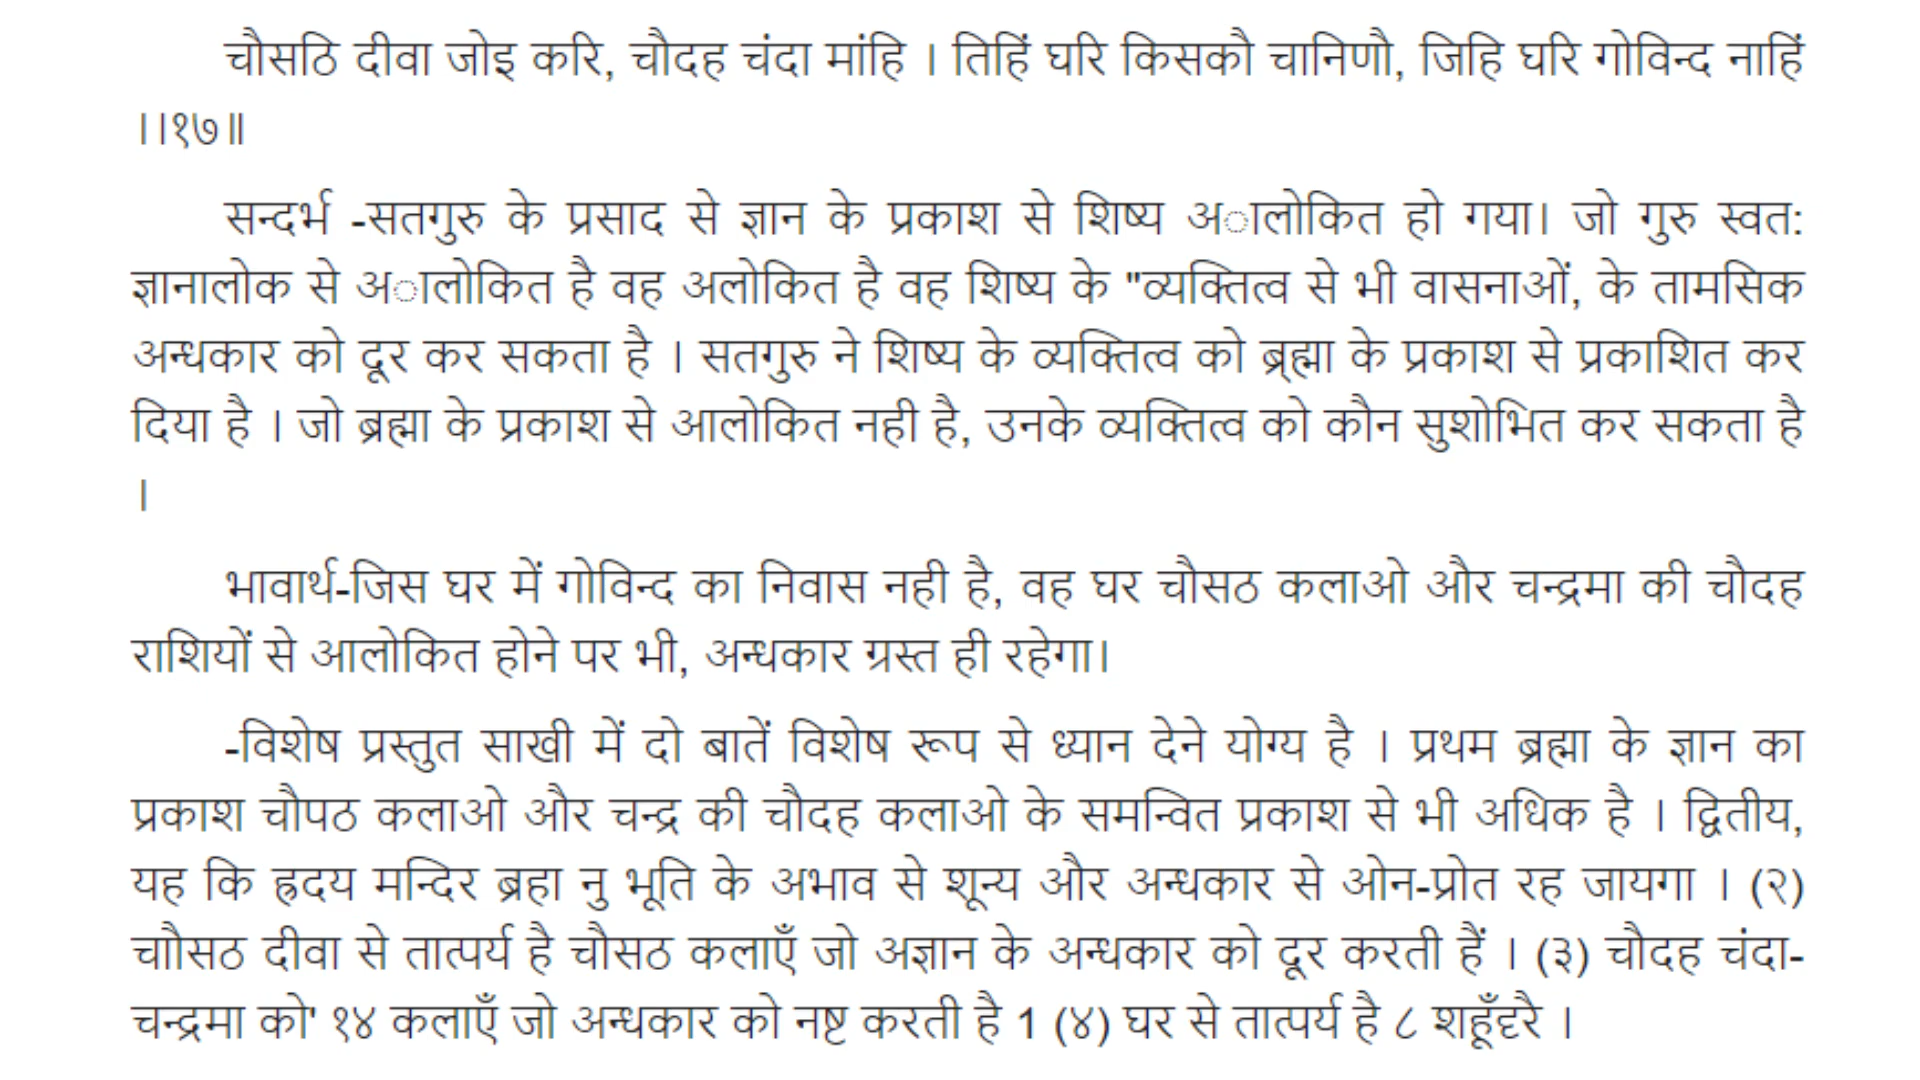 चौसठि दीवा जोइ करि, चौदह चंदा मांहि । तिहिं घरि किसकौ चानिणौ, जिहि घरि गोविन्द नाहिं
।।१७॥
सन्दर्भ -सतगुरु के प्रसाद से ज्ञान के प्रकाश से शिष्य अालोकित हो गया। जो गुरु स्वत:
ज्ञानालोक से अालोकित है वह अलोकित है वह शिष्य के "व्यक्तित्व से भी वासनाओं, के तामसिक
अन्धकार को दूर कर सकता है । सतगुरु ने शिष्य के व्यक्तित्व को ब्र्ह्मा के प्रकाश से प्रकाशित कर
दिया है । जो ब्रह्मा के प्रकाश से आलोकित नही है, उनके व्यक्तित्व को कौन सुशोभित कर सकता है
।
भावार्थ-जिस घर में गोविन्द का निवास नही है, वह घर चौसठ कलाओ और चन्द्रमा की चौदह
राशियों से आलोकित होने पर भी, अन्धकार ग्रस्त ही रहेगा।
-विशेष प्रस्तुत साखी में दो बातें विशेष रूप से ध्यान देने योग्य है । प्रथम ब्रह्मा के ज्ञान का
प्रकाश चौपठ कलाओ और चन्द्र की चौदह कलाओ के समन्वित प्रकाश से भी अधिक है । द्वितीय,
यह कि ह्रदय मन्दिर ब्रहा नु भूति के अभाव से शून्य और अन्धकार से ओन-प्रोत रह जायगा । (२)
चाौसठ दीवा से तात्पर्य है चौसठ कलाएँ जो अज्ञान के अन्धकार को दूर करती हैं । (३) चौदह चंदा-
चन्द्रमा को' १४ कलाएँ जो अन्धकार को नष्ट करती है 1 (४) घर से तात्पर्य है ८